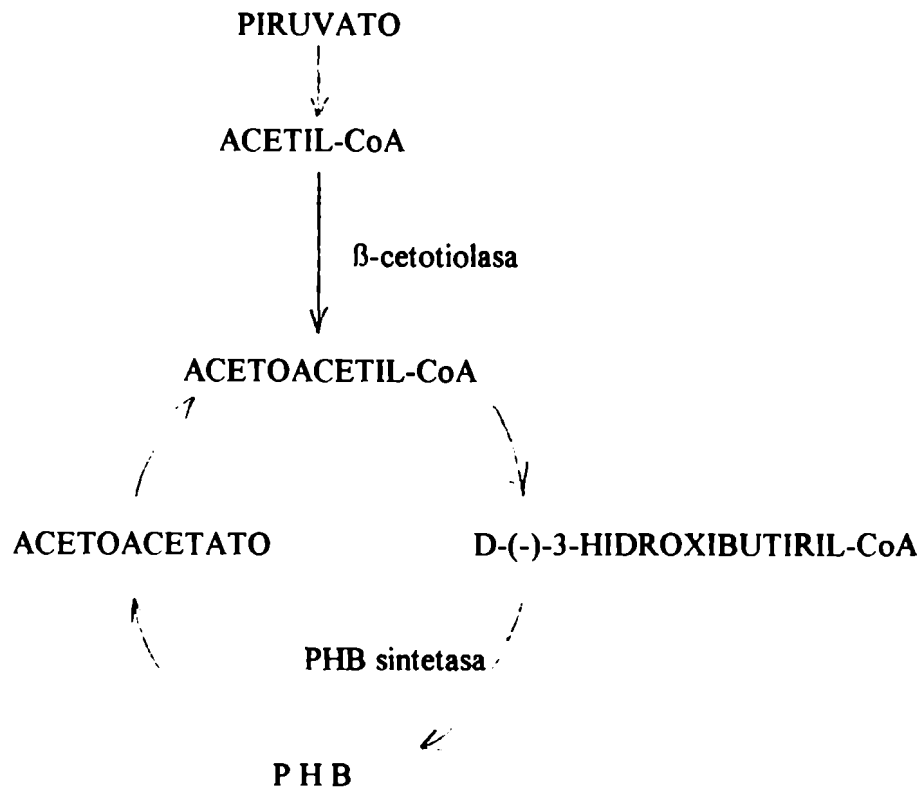 PIRUVATO
ACETIL-CoA
ß-cetotiolasa
ACETOACETIL-CoA
ACETOACETATO
D-(-)-3-HIDROXIBUTIRIL-CoA
PHB sintetasa
P H B